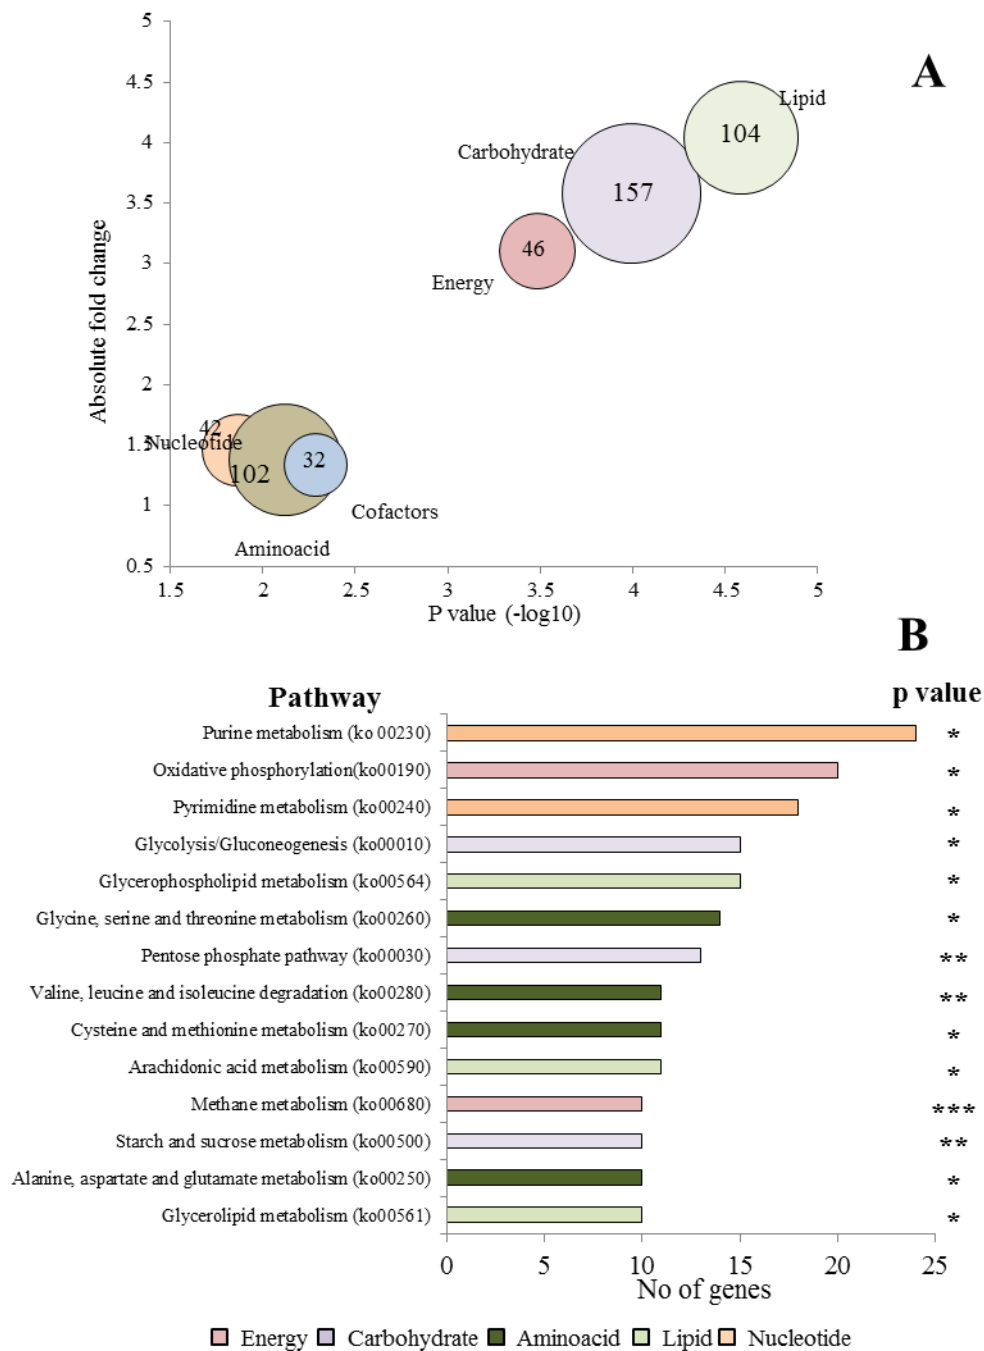 5
A
4.5
Lipid
104
4
Carbohydrate
157
3.5
46
3
Energy
Absolute fold change
2.5
2
42
1.5
Nucleotide
102
32
1
Cofactors
Aminoacid
0.5
1.5 2 2.5 3 3.5 4 4.5 5
P value (-log10)
B
Pathway p value
Purine metabolism (ko 00230) *
Oxidative phosphorylation(ko00190) *
Pyrimidine metabolism (ko00240) *
Glycolysis/Gluconeogenesis (ko00010) *
Glycerophospholipid metabolism (ko00564) *
Glycine, serine and threonine metabolism (ko00260) *
Pentose phosphate pathway (ko00030) **
Valine, leucine and isoleucine degradation (ko00280) **
Cysteine and methionine metabolism (ko00270) *
Arachidonic acid metabolism (ko00590) *
Methane metabolism (ko00680) ***
Starch and sucrose metabolism (ko00500) **
Alanine, aspartate and glutamate metabolism (ko00250) *
Glycerolipid metabolism (ko00561) *
0 5 10 15 20 25
No of genes
Energy Carbohydrate Aminoacid Lipid Nucleotide